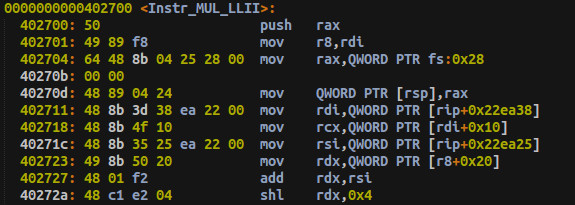 0000000000402700 <Instr_MUL_LLII>:
402700: 50 push rax
402701: 49 89 f8 mov r8,rdi
402704: 64 48 8b 04 25 28 00 mov rax,QWORD PTR fs:0x28
40270b: 00 00
40270d: 48 89 04 24 mov QWORD PTR [rsp],rax
402711: 48 8b 3d 38 ea 22 00 mov rdi,QWORD PTR [rip+0x22ea38]
402718: 48 8b 4f 10 mov rcx,QWORD PTR [rdi+0x10]
40271c: 48 8b 35 25 ea 22 00 mov rsi,QWORD PTR [rip+0x22ea25]
402723: 49 8b 50 20 mov rdx,QWORD PTR [r8+0x20]
402727: 48 01 f2 add rdx,rsi
40272a: 48 c1 e2 04 shl rdx,0x4